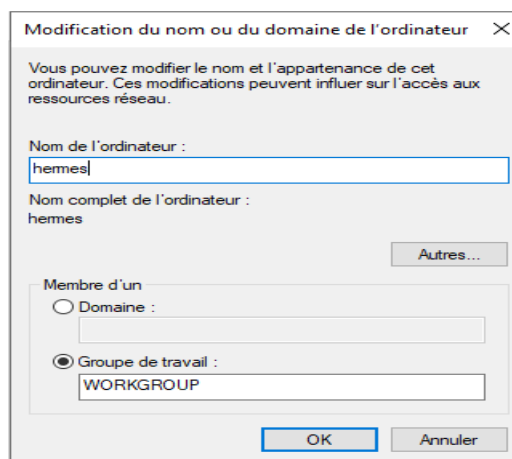 Modification du nom ou du domaine de l'ordinateur
Vous pouvez modifier le nom et l'appartenance de cet
ordinateur. Ces modifications peuvent influer sur l'accès aux
ressources réseau.
Nom de l'ordinateur :
hermes
Nom complet de l'ordinateur :
hermes
Autres...
Membre d'un
Domaine :
Groupe de travail :
WORKGROUP
OK Annuler